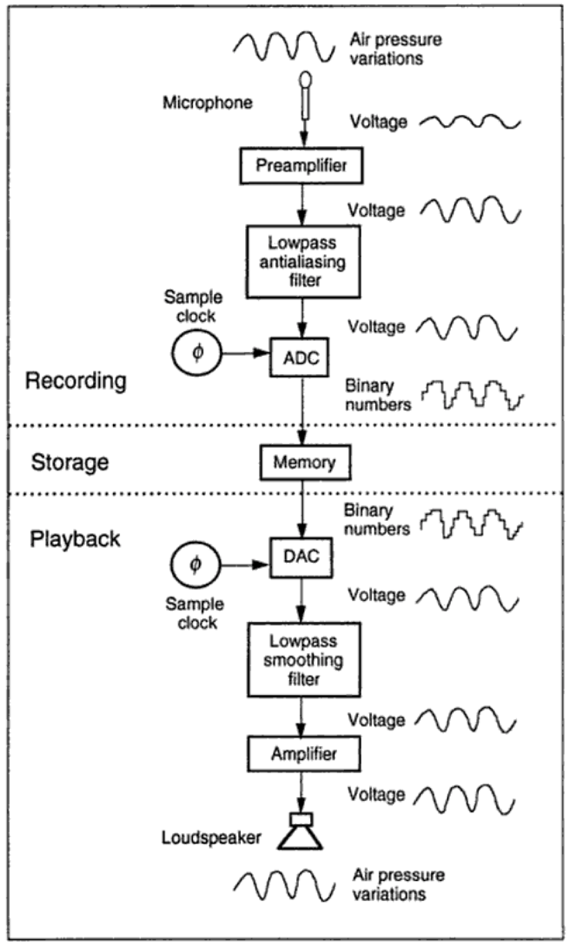 Air pressure
variations
Microphone
Voltage
Preamplifier
Voltage
Lowpass
antialiasing
filter
Sample
clock
Voltage
ϕ
ADC
Recording
Binary
numbers
Storage
Memory
Playback
Binary
numbers
ϕ
DAC
Sample
clock
Voltage
Lowpass
smoothing
filter
Voltage
Amplifier
Voltage
Loudspeaker
Air pressure
variations